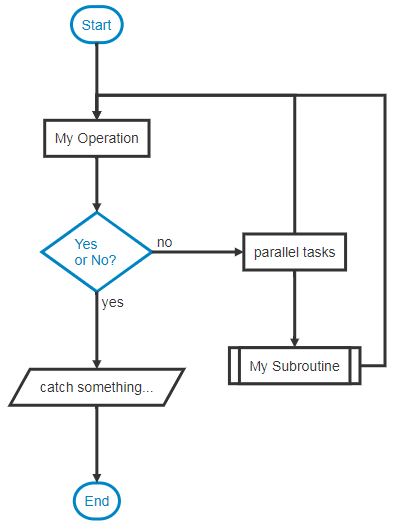 Start
My Operation
Yes
or No?
no
parallel tasks
yes
My Subroutine
catch something...
End